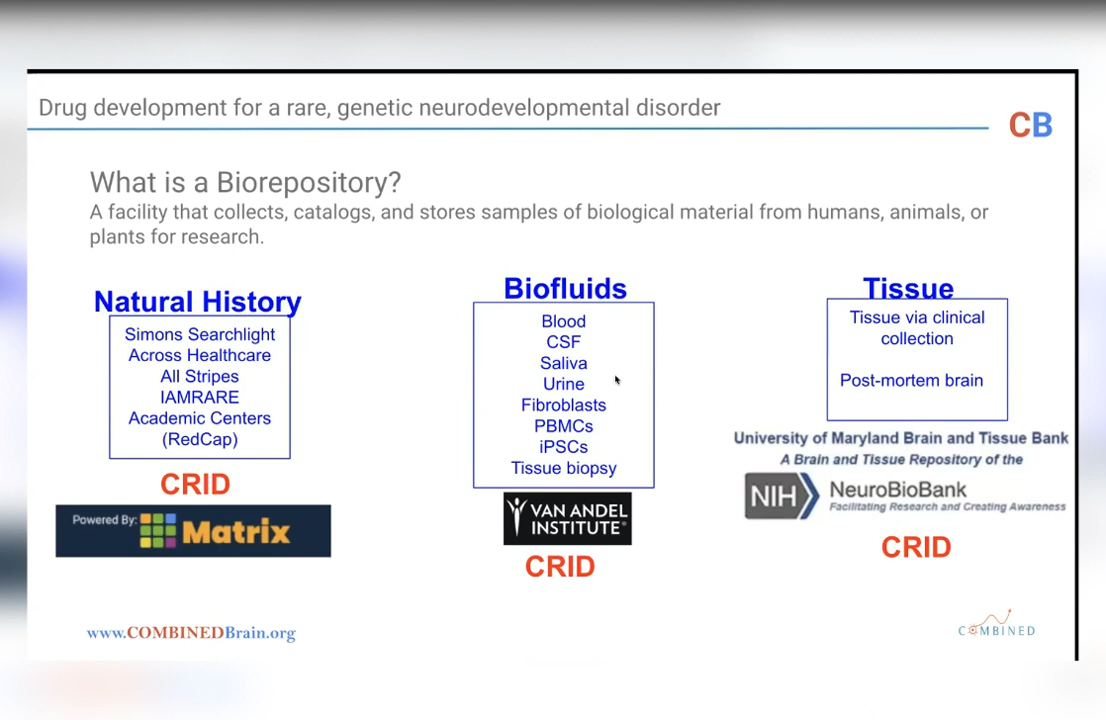 Drug development for a rare, genetic neurodevelopmental disorder
CB
What is a Biorepository?
A facility that collects, catalogs, and stores samples of biological material from humans, animals, or
plants for research.
Natural History
Simons Searchlight
Across Healthcare
All Stripes
IAMRARE
Academic Centers
(RedCap)
CRID
Powered By: Matrix
Biofluids
Blood
CSF
Saliva
Urine
Fibroblasts
PBMCs
iPSCs
Tissue biopsy
VAN ANDEL
INSTITUTE®
CRID
Tissue
Tissue via clinical
collection
Post-mortem brain
University of Maryland Brain and Tissue Bank
A Brain and Tissue Repository of the
NIH NeuroBioBank
Facilitating Research and Creating Awareness
CRID
www.COMBINEDBrain.org
COMBINED